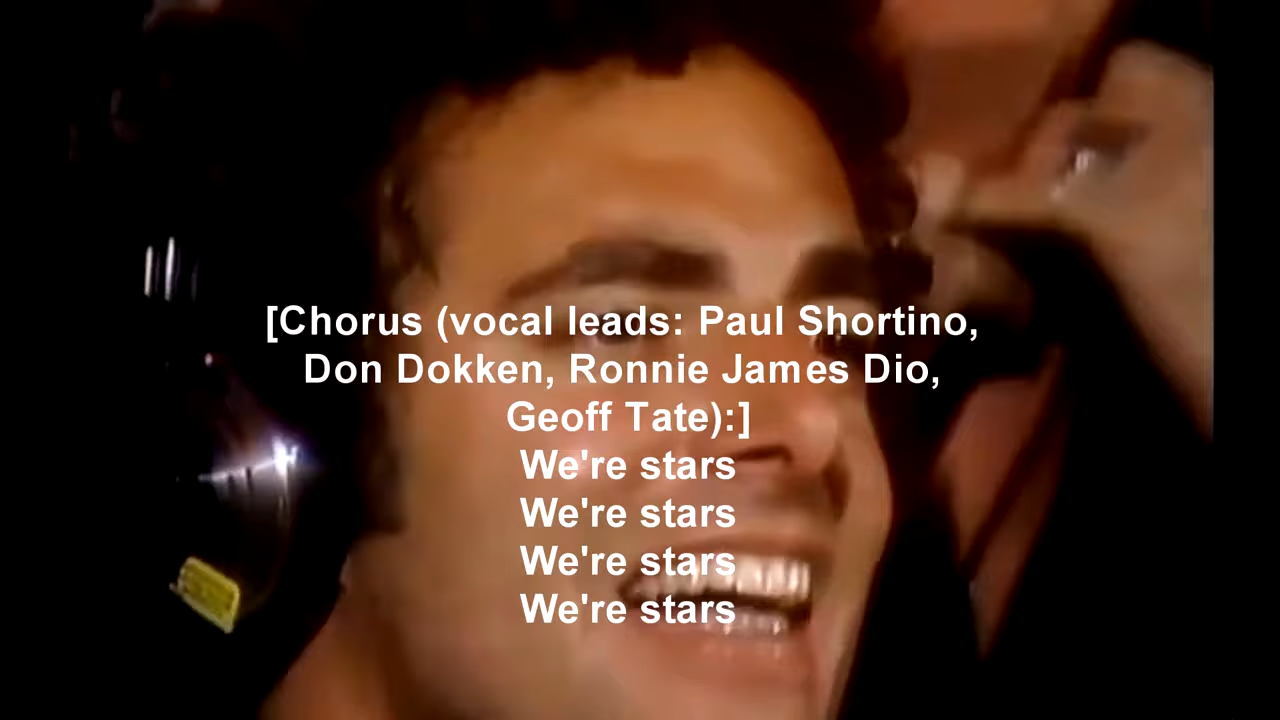 [Chorus (vocal leads: Paul Shortino,
Don Dokken, Ronnie James Dio,
Geoff Tate):]
We're stars
We're stars
We're stars
We're stars